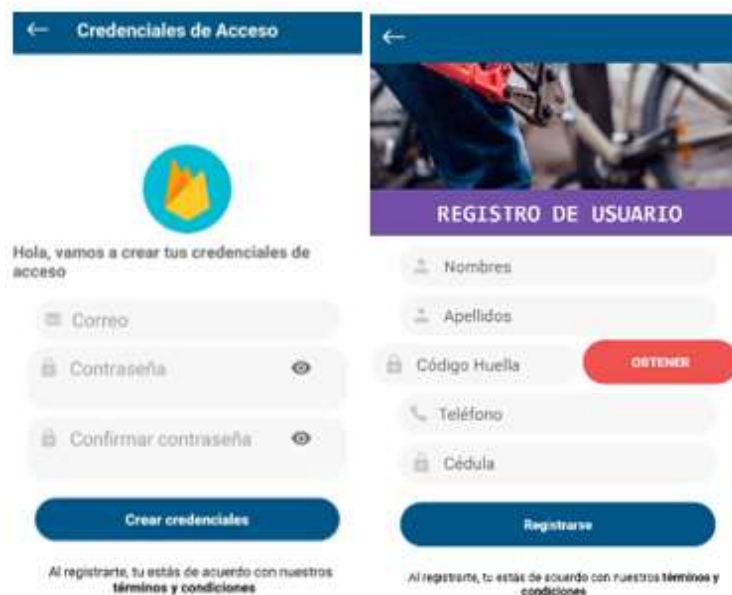 Credenciales de Acceso
Hola, vamos a crear tus credenciales de
acceso
Correo
Contraseña
Confirmar contraseña
Crear credenciales
Al registrarte, tu estás de acuerdo con nuestros
términos y condiciones
REGISTRO DE USUARIO
Nombres
Apellidos
Código Huella
OBTENER
Teléfono
Cédula
Registrarse
Al registrarte, tu estás de acuerdo con nuestros términos y
condiciones